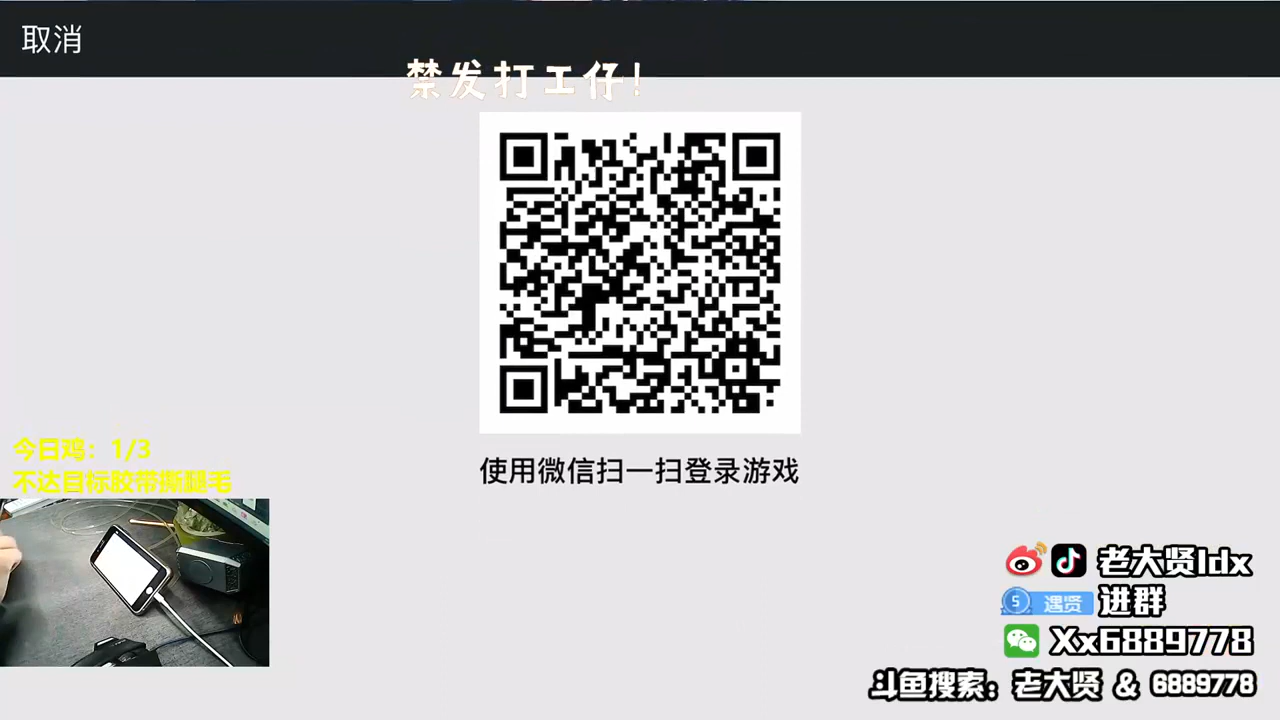 取消
禁发打工仔!
使用微信扫一扫登录游戏
今日鸡：1/3
不达目标胶带撕腿毛
老大贤ldx
5 遇贤 进群
Xx6889778
斗鱼搜索：老大贤 & 6889778